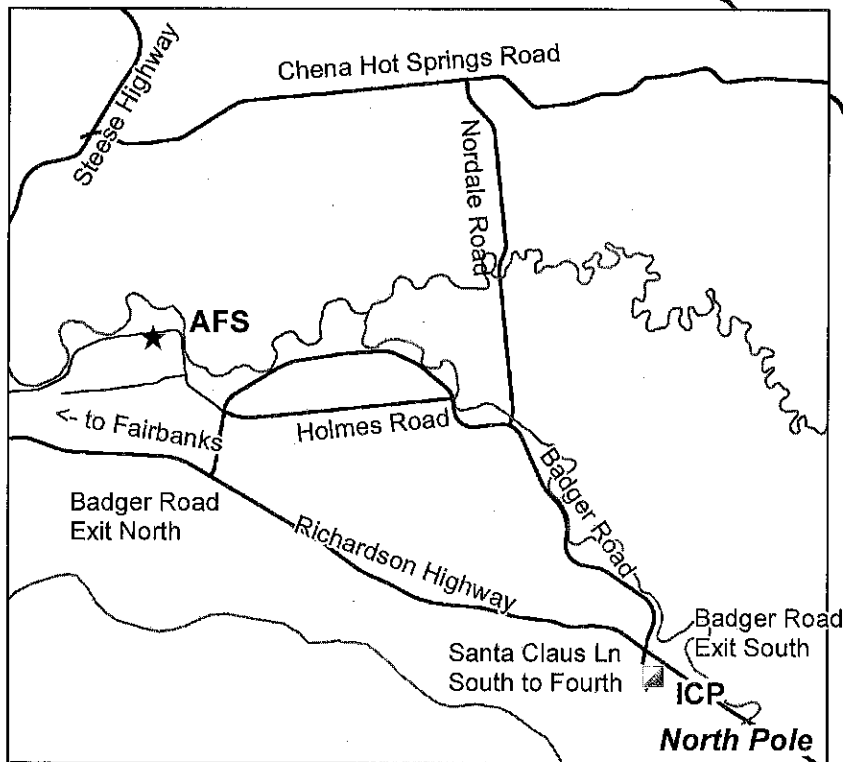 Chena Hot Springs Road
Steese Highway
Nordale Road
AFS
<- to Fairbanks
Holmes Road
Badger Road
Exit North
Badger Road
Richardson Highway
Badger Road
Exit South
Santa Claus Ln
South to Fourth
ICP
North Pole